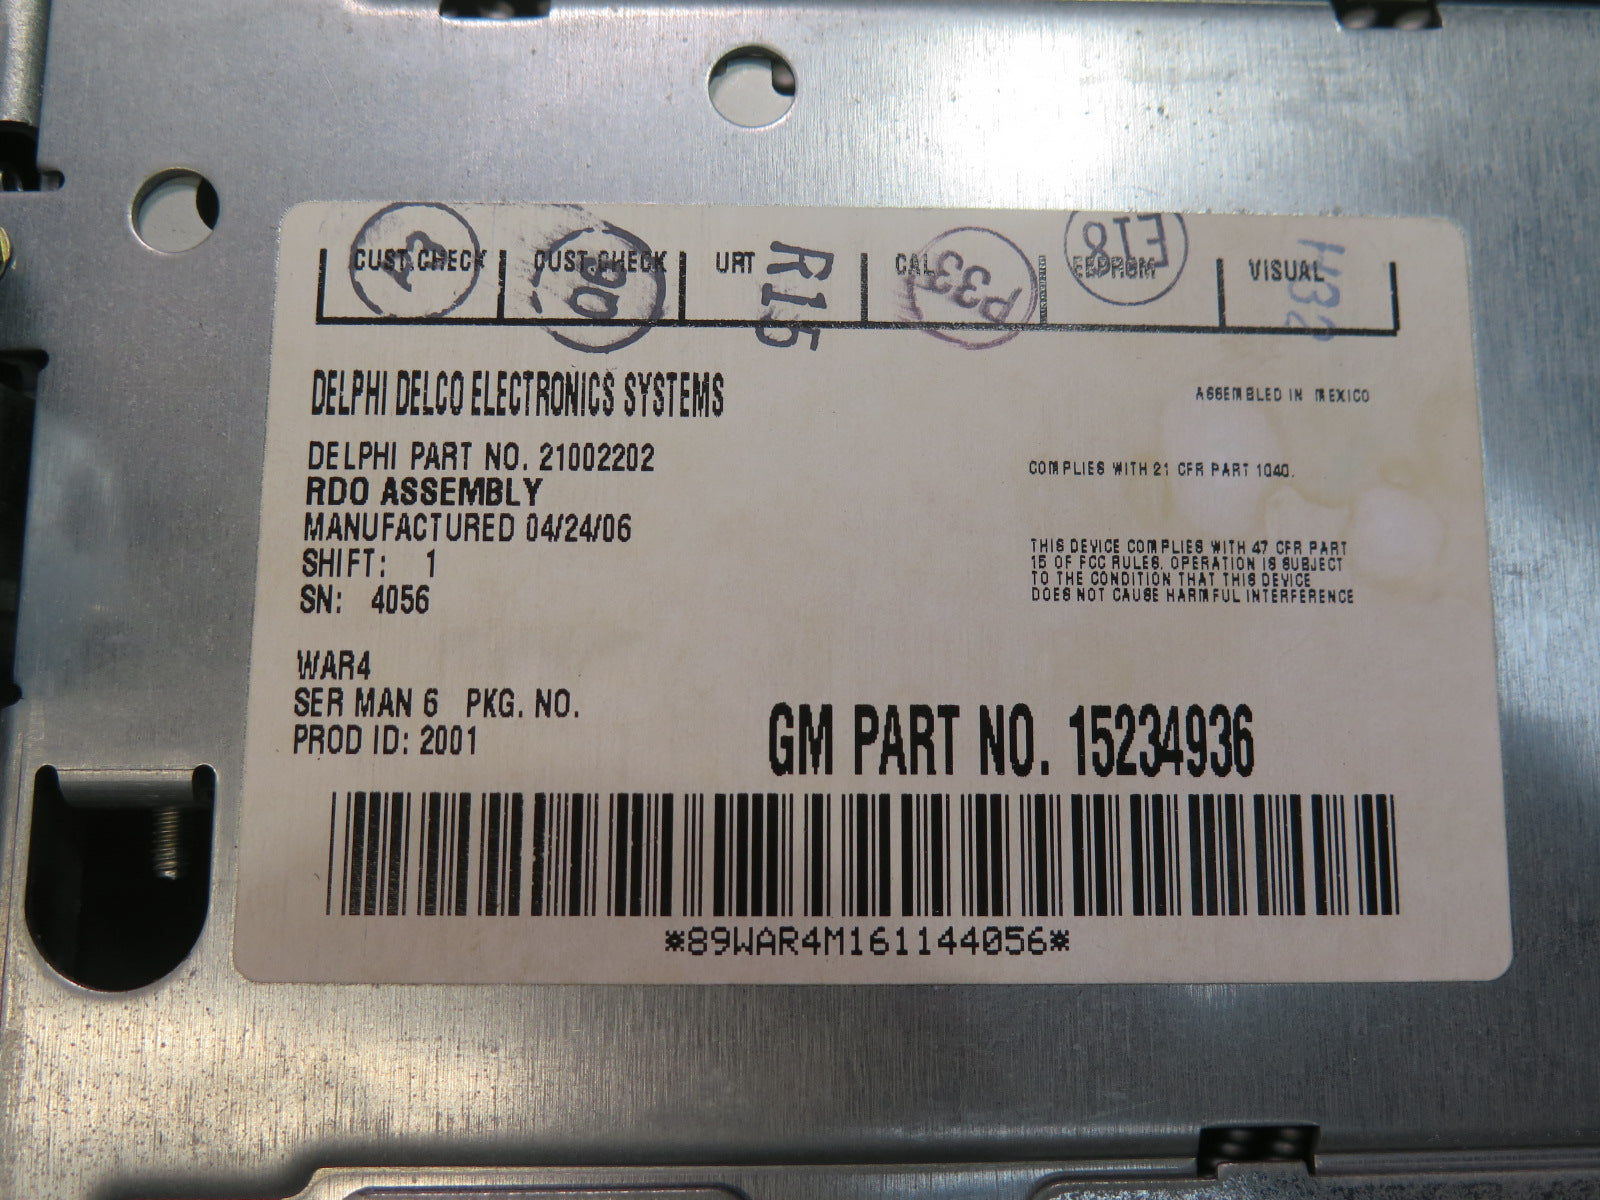 CUST.CHECK CUST.CHECK URT CAL EEPROM VISUAL
R15 P33 E18
DELPHI DELCO ELECTRONICS SYSTEMS
ASSEMBLED IN MEXICO
DELPHI PART NO. 21002202
COMPLIES WITH 21 CFR PART 1040.
RDO ASSEMBLY
MANUFACTURED 04/24/06
SHIFT: 1
SN: 4056
THIS DEVICE COMPLIES WITH 47 CFR PART
15 OF FCC RULES. OPERATION IS SUBJECT
TO THE CONDITION THAT THIS DEVICE
DOES NOT CAUSE HARMFUL INTERFERENCE
WAR4
SER MAN 6 PKG. NO.
PROD ID: 2001
GM PART NO. 15234936
*89WAR4M161144056*